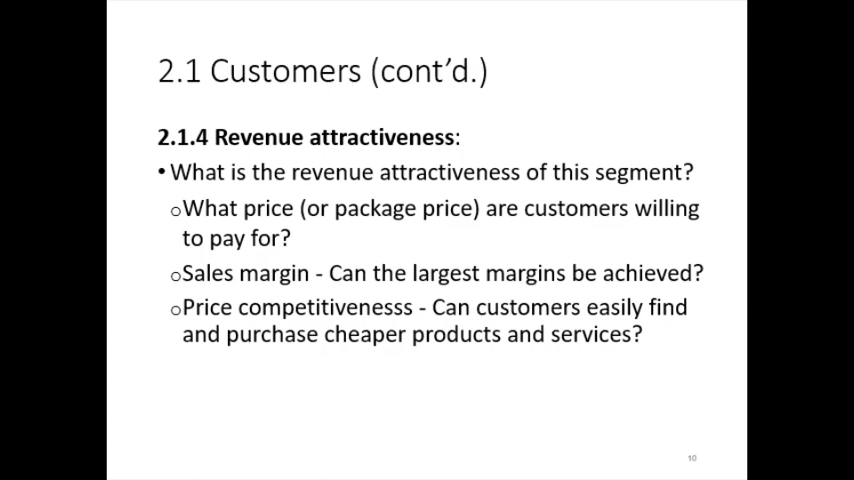 2.1 Customers (cont’d.)
2.1.4 Revenue attractiveness:
• What is the revenue attractiveness of this segment?
oWhat price (or package price) are customers willing
to pay for?
oSales margin - Can the largest margins be achieved?
oPrice competitivenesss - Can customers easily find
and purchase cheaper products and services?
10